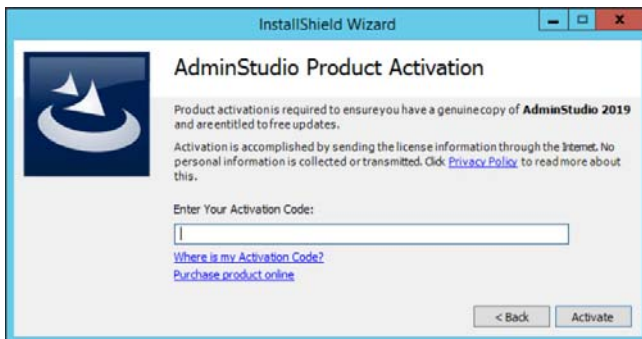 InstallShield Wizard
AdminStudio Product Activation
Product activation is required to ensure you have a genuine copy of AdminStudio 2019
and are entitled to free updates.
Activation is accomplished by sending the license information through the Internet. No
personal information is collected or transmitted. Click Privacy Policy to read more about
this.
Enter Your Activation Code:
Where is my Activation Code?
Purchase product online
< Back Activate